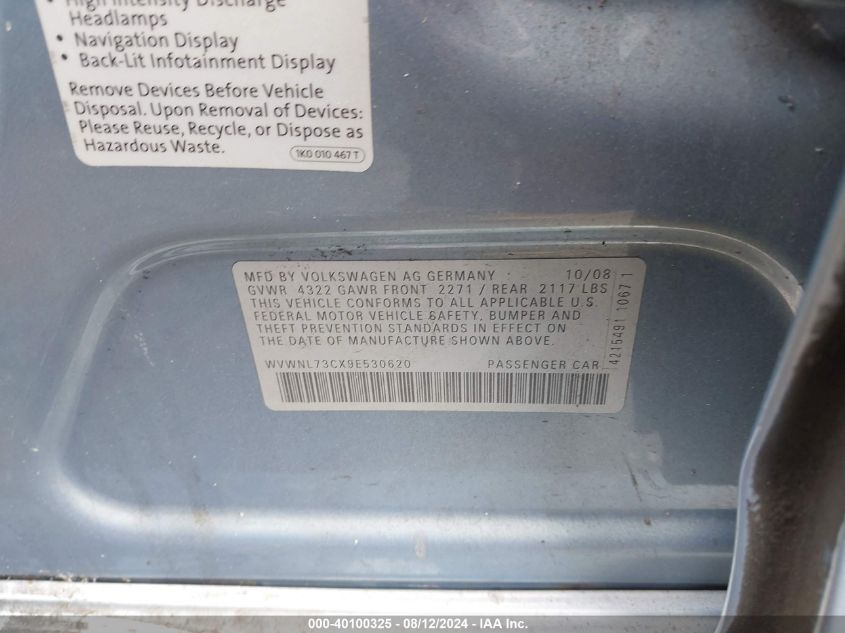 • High Intensity Discharge
Headlamps
• Navigation Display
• Back-Lit Infotainment Display
Remove Devices Before Vehicle
Disposal. Upon Removal of Devices:
Please Reuse, Recycle, or Dispose as
Hazardous Waste.
1K0 010 467 T
MFD BY VOLKSWAGEN AG GERMANY 10/08
GVWR 4322 GAWR FRONT 2271 / REAR 2117 LBS
THIS VEHICLE CONFORMS TO ALL APPLICABLE U.S.
FEDERAL MOTOR VEHICLE SAFETY, BUMPER AND
THEFT PREVENTION STANDARDS IN EFFECT ON
THE DATE OF MANUFACTURE SHOWN ABOVE.
WVWNL73CX9E530620 PASSENGER CAR
4216491 1067 1
000-40100325 - 08/12/2024 - IAA, Inc.